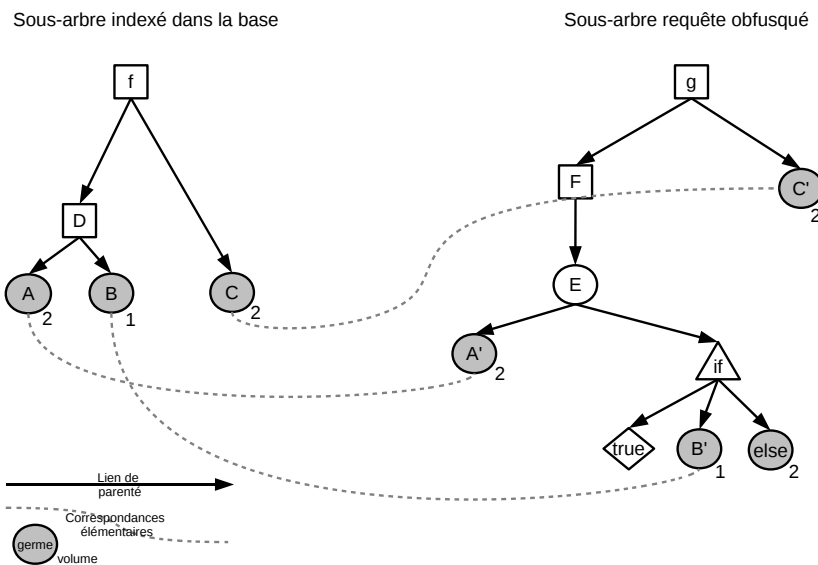 Sous-arbre indexé dans la base
Sous-arbre requête obfusqué
f
g
F
C'
2
D
A
2
B
1
C
2
E
A'
2
if
true
B'
1
else
2
Lien de
parenté
Correspondances
élémentaires
germe
volume